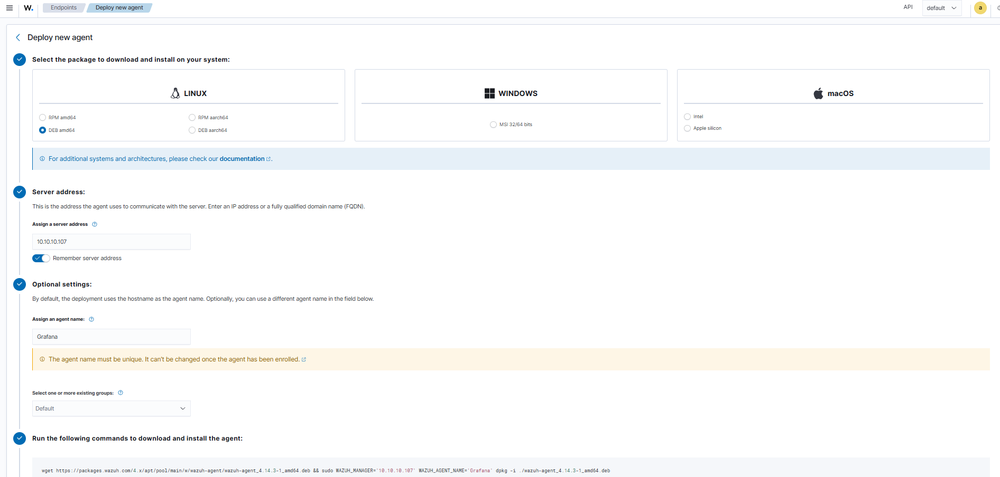 W.
Endpoints
Deploy new agent
API
default
a
Deploy new agent
Select the package to download and install on your system:
LINUX
RPM amd64
RPM aarch64
DEB amd64
DEB aarch64
WINDOWS
MSI 32/64 bits
macOS
Intel
Apple silicon
For additional systems and architectures, please check our documentation.
Server address:
This is the address the agent uses to communicate with the server. Enter an IP address or a fully qualified domain name (FQDN).
Assign a server address
10.10.10.107
Remember server address
Optional settings:
By default, the deployment uses the hostname as the agent name. Optionally, you can use a different agent name in the field below.
Assign an agent name:
Grafana
The agent name must be unique. It can't be changed once the agent has been enrolled.
Select one or more existing groups:
Default
Run the following commands to download and install the agent:
wget https://packages.wazuh.com/4.x/apt/pool/main/w/wazuh-agent/wazuh-agent_4.14.3-1_amd64.deb && sudo WAZUH_MANAGER='10.10.10.107' WAZUH_AGENT_NAME='Grafana' dpkg -i ./wazuh-agent_4.14.3-1_amd64.deb